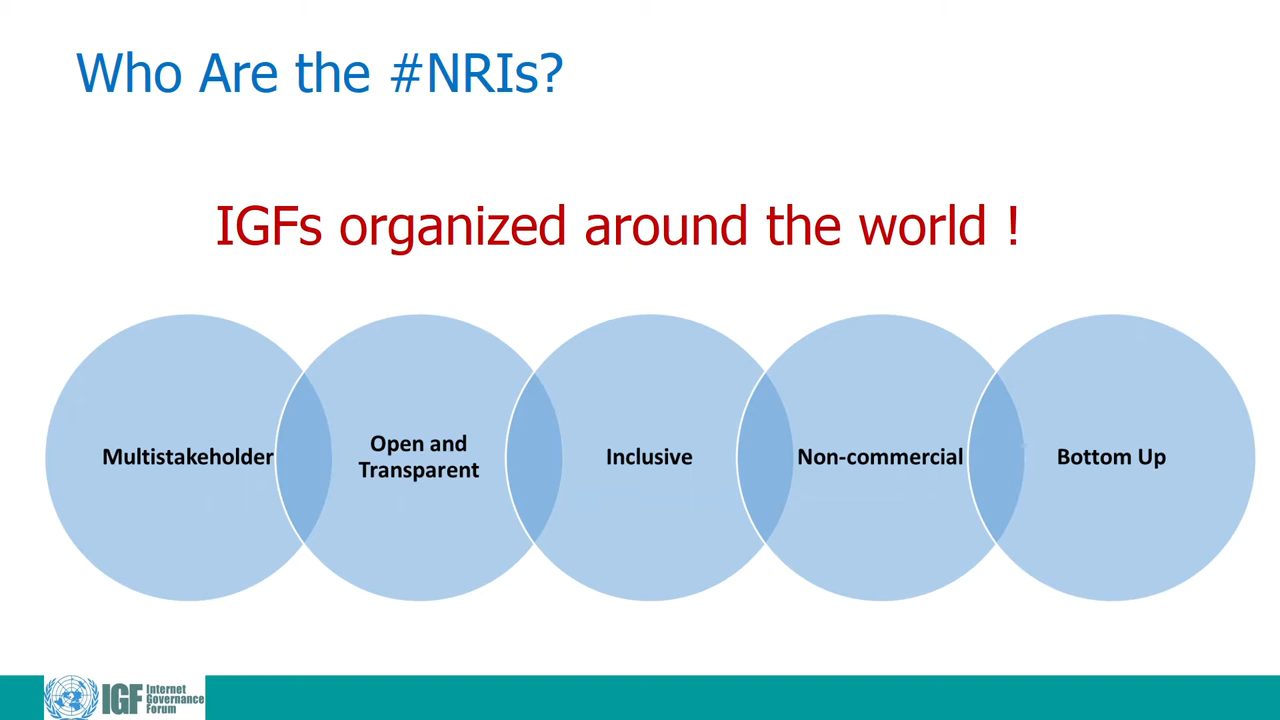 Who Are the #NRIs?
IGFs organized around the world !
Multistakeholder
Open and
Transparent
Inclusive
Non-commercial
Bottom Up
IGF
Internet
Governance
Forum